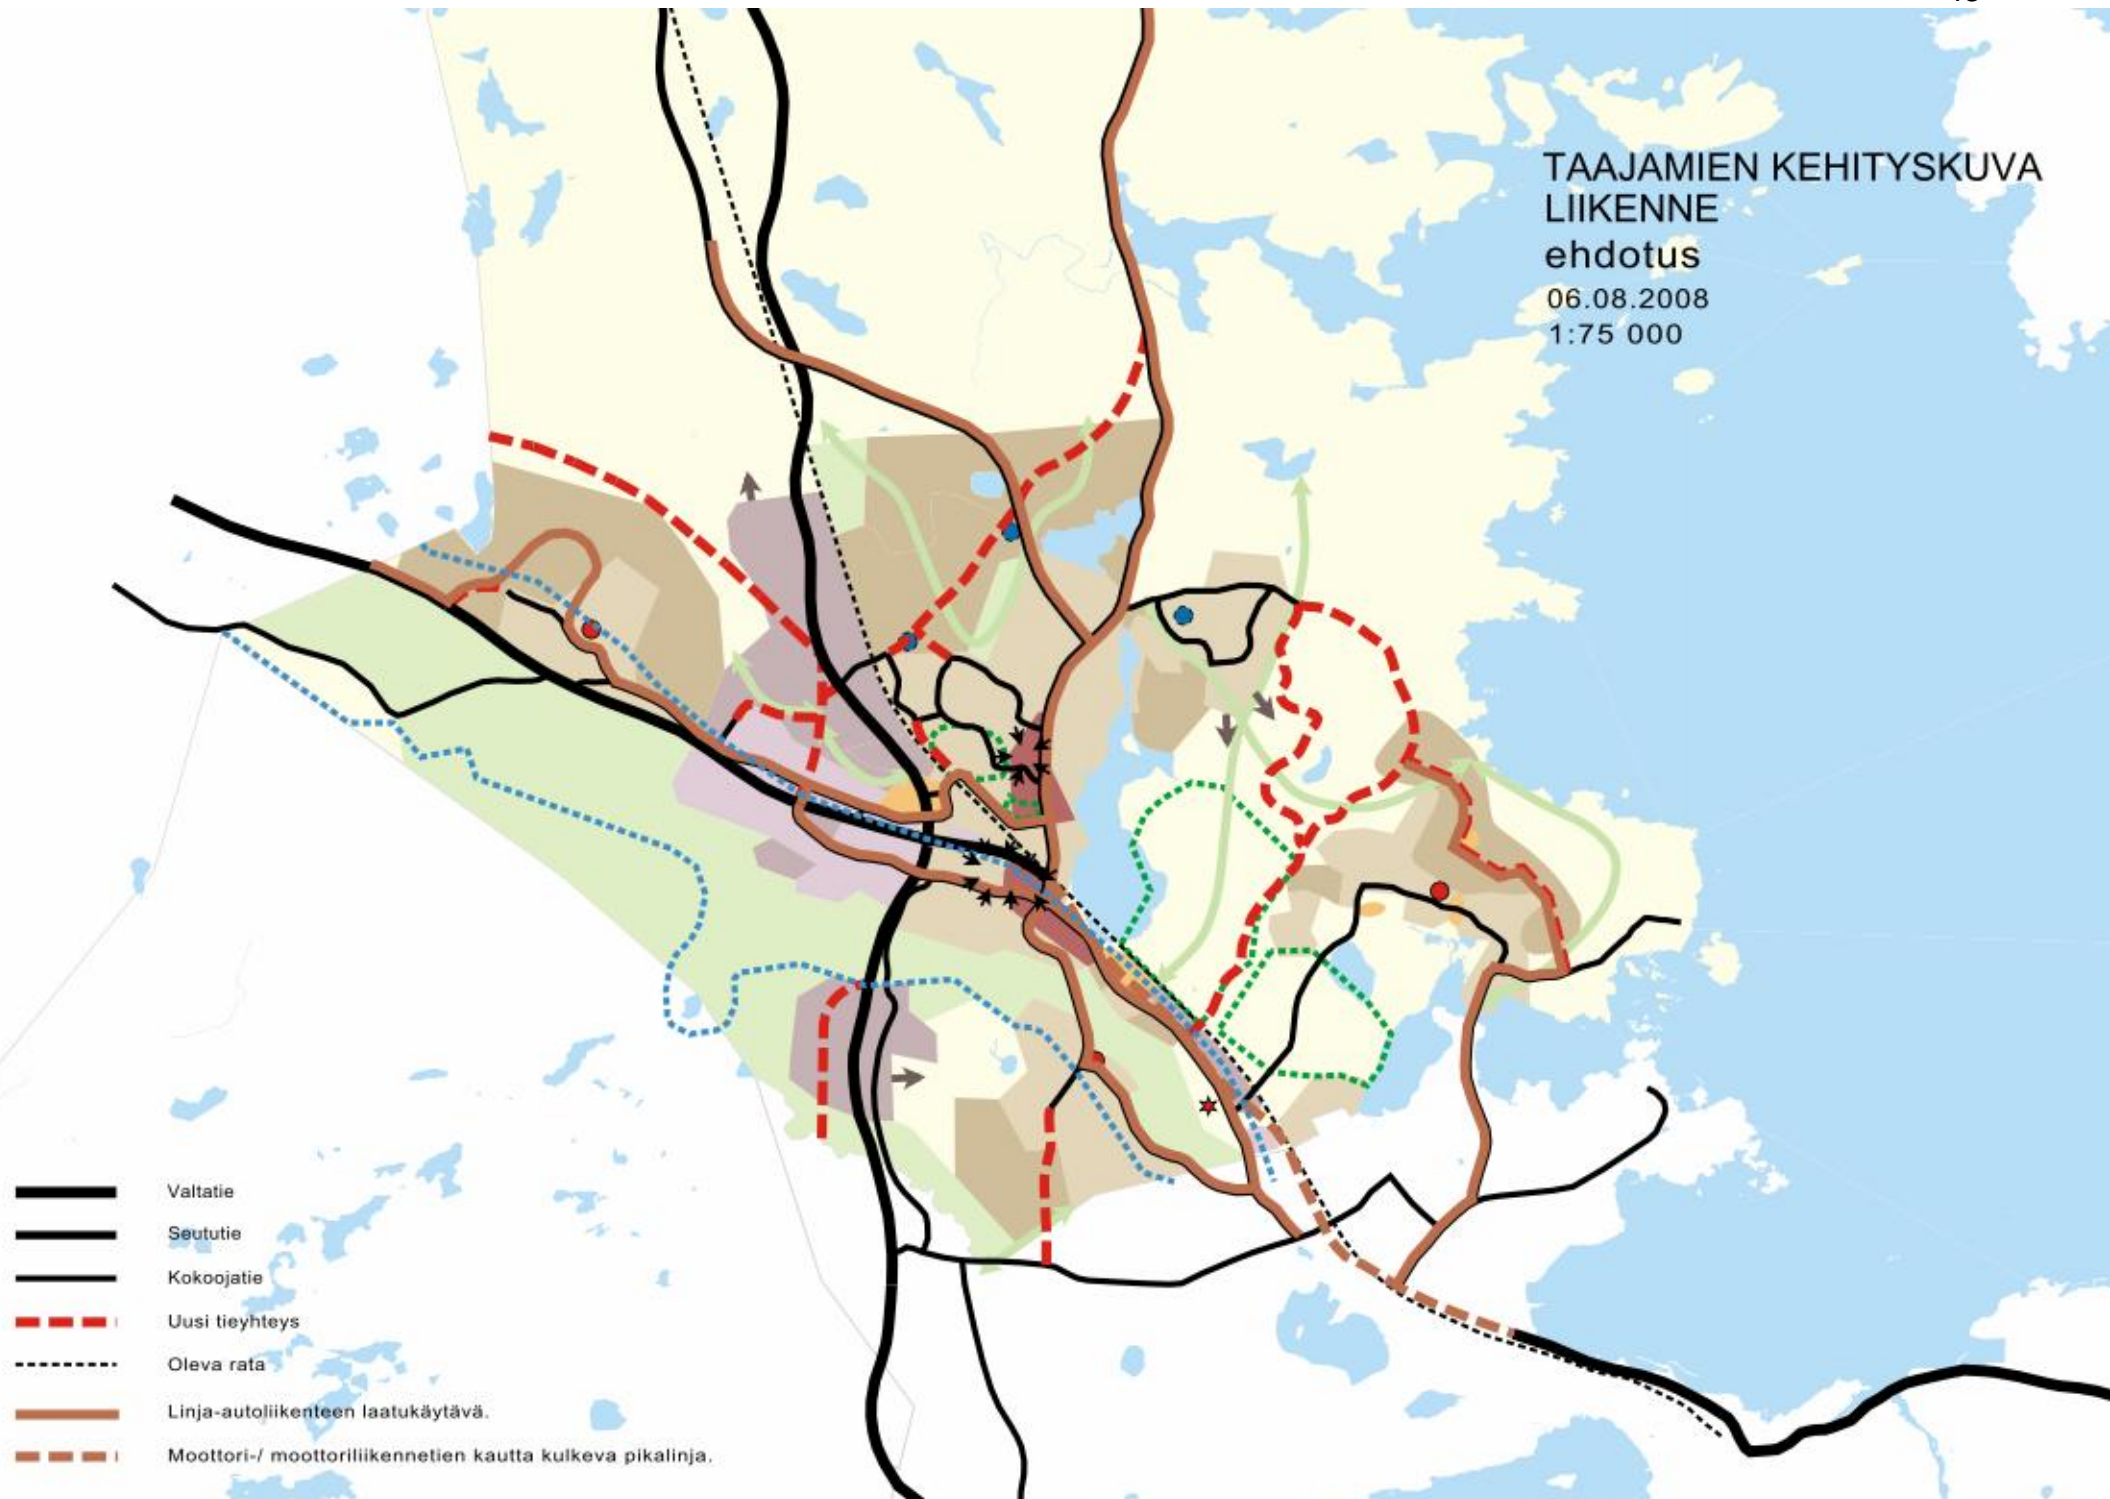 TAAJAMIEN KEHITYSKUVA
LIIKENNE
ehdotus
06.08.2008
1:75 000
Valtatie
Seututie
Kokoojatie
Uusi tieyhteys
Oleva rata
Linja-autoliikenteen laatukäytävä.
Moottori-/ moottoriliikennetien kautta kulkeva pikalinja.